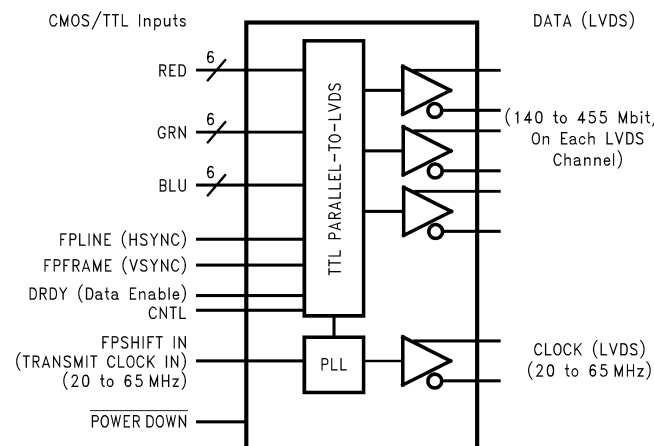 CMOS/TTL Inputs
DATA (LVDS)
RED
6
GRN
6
BLU
6
FPLINE (HSYNC)
FPFRAME (VSYNC)
DRDY (Data Enable)
CNTL
FPSHIFT IN
(TRANSMIT CLOCK IN)
(20 to 65 MHz)
POWER DOWN
TTL PARALLEL-TO-LVDS
PLL
(140 to 455 Mbit/
On Each LVDS
Channel)
CLOCK (LVDS)
(20 to 65 MHz)